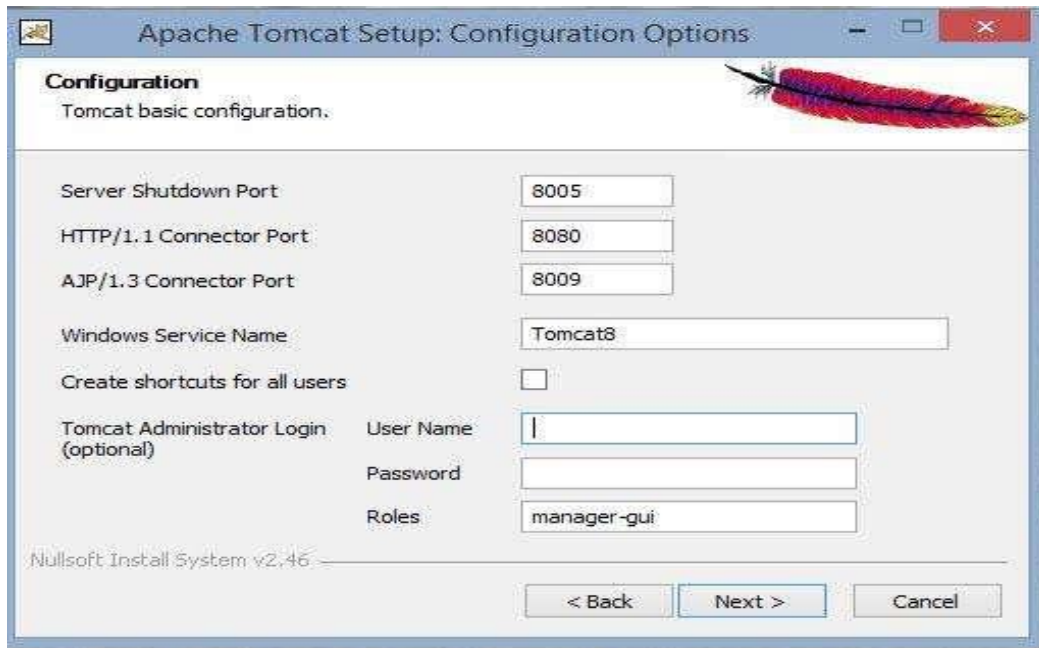 Apache Tomcat Setup: Configuration Options
Configuration
Tomcat basic configuration.
Server Shutdown Port 8005
HTTP/1.1 Connector Port 8080
AJP/1.3 Connector Port 8009
Windows Service Name Tomcat8
Create shortcuts for all users
Tomcat Administrator Login User Name
(optional)
Password
Roles manager-gui
Nullsoft Install System v2.46
< Back Next > Cancel